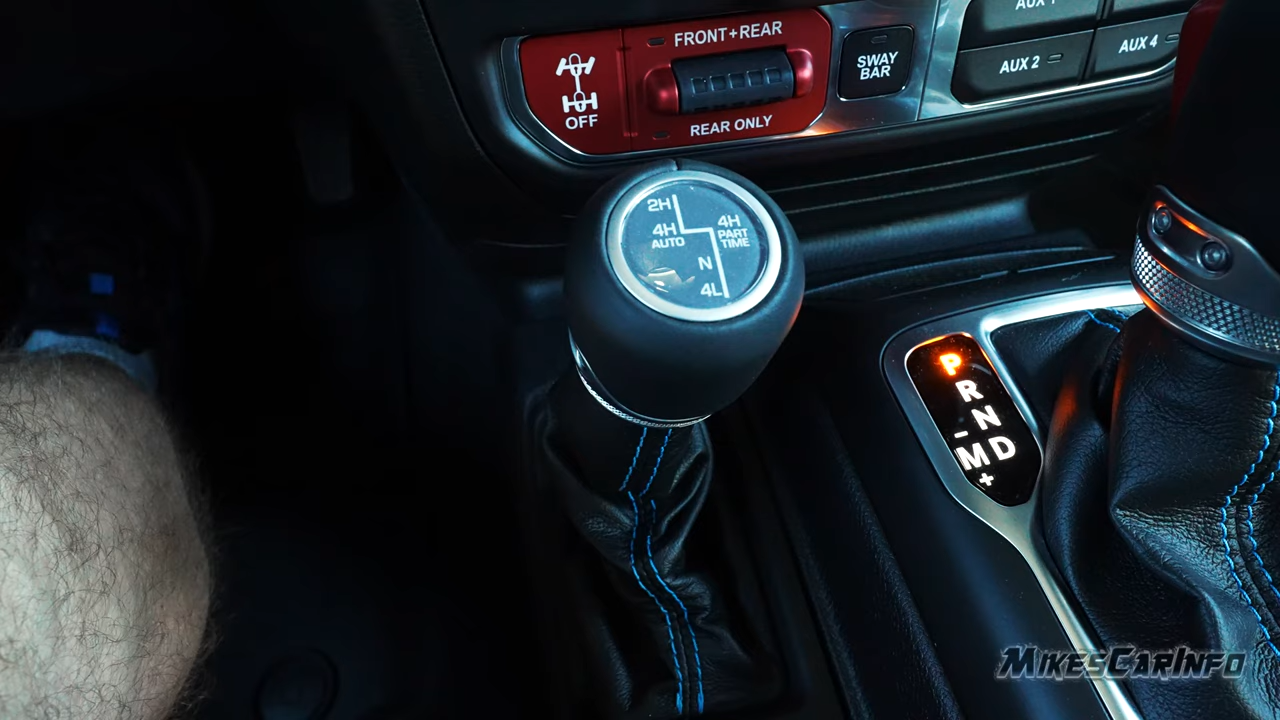 AUX 1
FRONT+REAR
OFF
REAR ONLY
SWAY
BAR
AUX 2
AUX 4
2H
4H
AUTO
4H
PART
TIME
N
4L
P
R
N
D
−
M
+
MIKESCARINFO